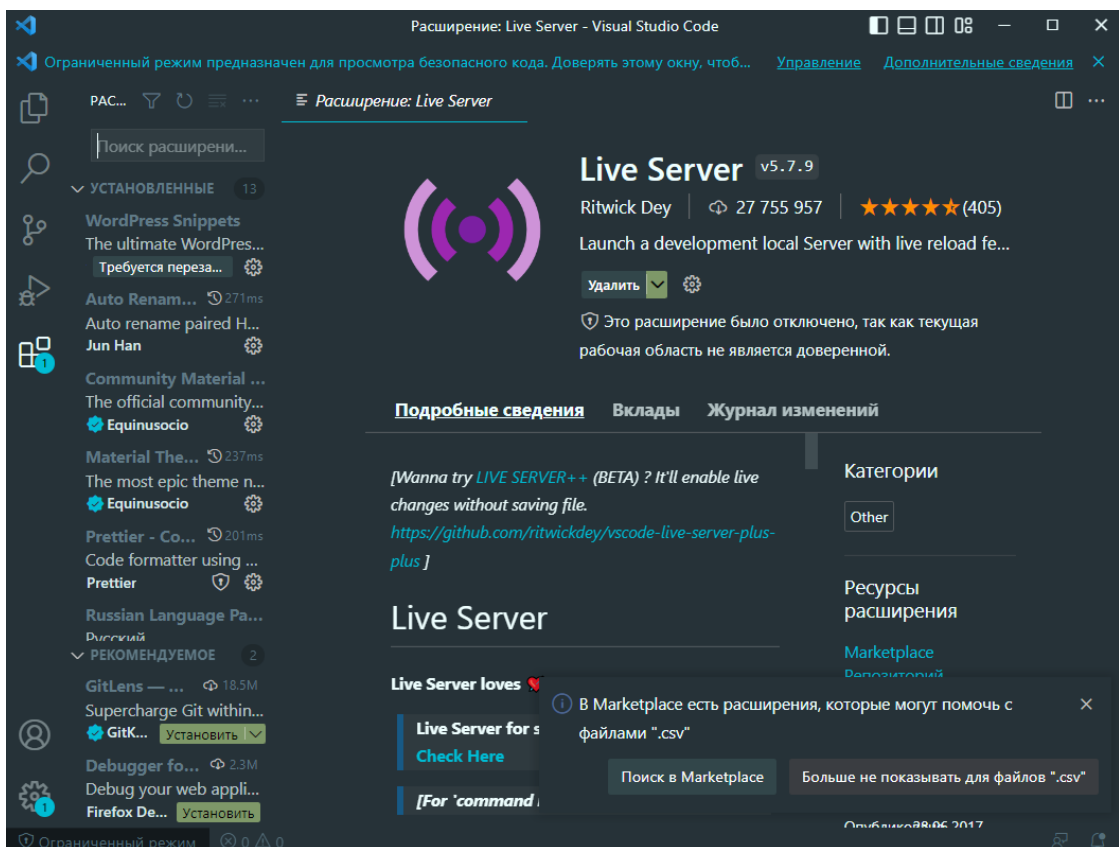 Расширение: Live Server - Visual Studio Code
Ограниченный режим предназначен для просмотра безопасного кода. Доверять этому окну, чтоб... Управление Дополнительные сведения
РАС...
Расширение: Live Server
Поиск расширени...
УСТАНОВЛЕННЫЕ 13
WordPress Snippets
The ultimate WordPres...
Требуется переза...
Auto Renam... 271ms
Auto rename paired H...
Jun Han
Community Material ...
The official community...
Equinusocio
Material The... 237ms
The most epic theme n...
Equinusocio
Prettier - Co... 201ms
Code formatter using ...
Prettier
Russian Language Pa...
Русский
РЕКОМЕНДУЕМОЕ 2
GitLens — ... 18.5M
Supercharge Git within...
GitK... Установить
Debugger fo... 2.3M
Debug your web appli...
Firefox De... Установить
1
1
Live Server v5.7.9
Ritwick Dey 27 755 957 (405)
Launch a development local Server with live reload fe...
Удалить
Это расширение было отключено, так как текущая
рабочая область не является доверенной.
Подробные сведения Вклады Журнал изменений
[Wanna try LIVE SERVER++ (BETA) ? It'll enable live
changes without saving file.
https://github.com/ritwickdey/vscode-live-server-plus-
plus ]
Live Server
Live Server loves
Live Server for s
Check Here
[For 'command
Категории
Other
Ресурсы
расширения
Marketplace
Репозиторий
В Marketplace есть расширения, которые могут помочь с
файлами ".csv"
Поиск в Marketplace Больше не показывать для файлов ".csv"
2017
Ограниченный режим 0 0